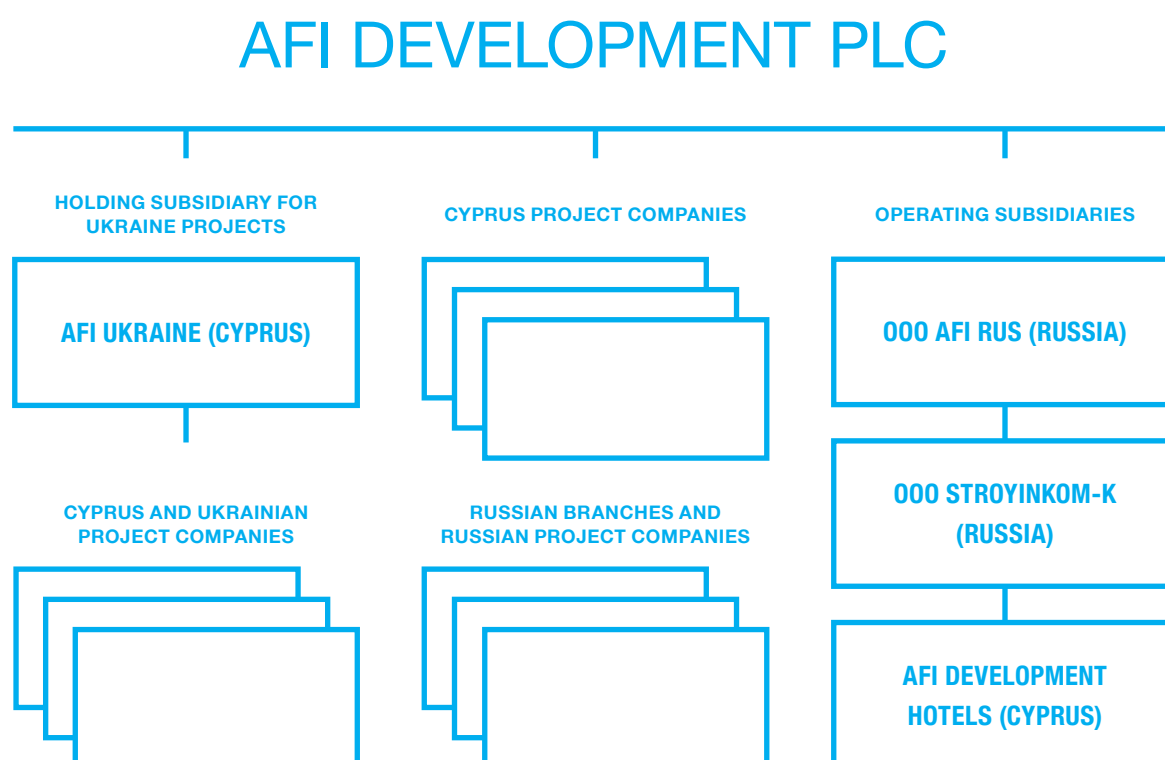 AFI DEVELOPMENT PLC
HOLDING SUBSIDIARY FOR
UKRAINE PROJECTS
AFI UKRAINE (CYPRUS)
CYPRUS AND UKRAINIAN
PROJECT COMPANIES
CYPRUS PROJECT COMPANIES
RUSSIAN BRANCHES AND
RUSSIAN PROJECT COMPANIES
OPERATING SUBSIDIARIES
OOO AFI RUS (RUSSIA)
OOO STROYINKOM-K
(RUSSIA)
AFI DEVELOPMENT
HOTELS (CYPRUS)